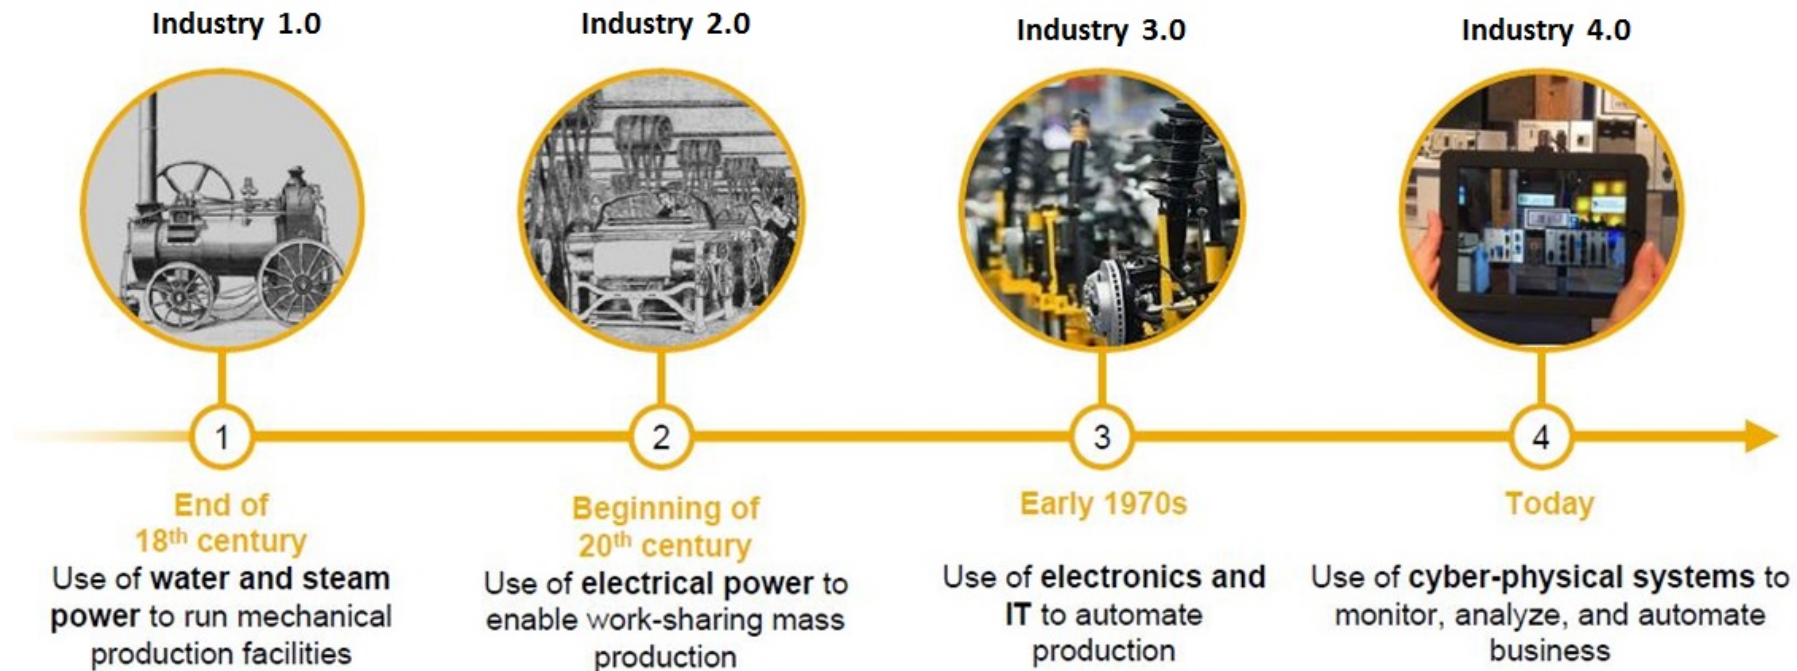 Industry 1.0
Industry 2.0
Industry 3.0
Industry 4.0
1
2
3
4
End of
18th century
Use of water and steam
power to run mechanical
production facilities
Beginning of
20th century
Use of electrical power to
enable work-sharing mass
production
Early 1970s
Use of electronics and
IT to automate
production
Today
Use of cyber-physical systems to
monitor, analyze, and automate
business